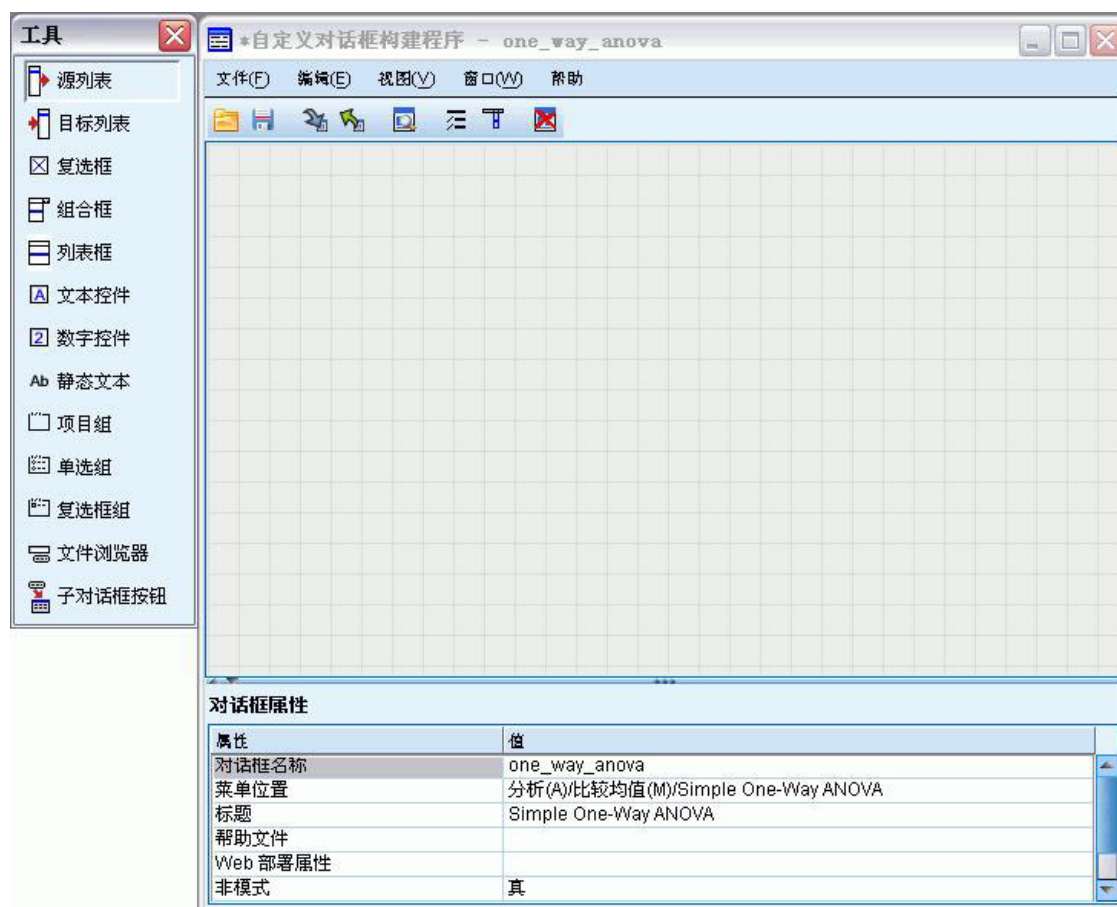 工具
源列表
目标列表
复选框
组合框
列表框
A 文本控件
2 数字控件
Ab 静态文本
项目组
单选组
复选框组
文件浏览器
子对话框按钮
*自定义对话框构建程序 - one_way_anova
文件(F) 编辑(E) 视图(V) 窗口(W) 帮助
对话框属性
属性 值
对话框名称 one_way_anova
菜单位置 分析(A)/比较均值(M)/Simple One-Way ANOVA
标题 Simple One-Way ANOVA
帮助文件
Web 部署属性
非模式 真